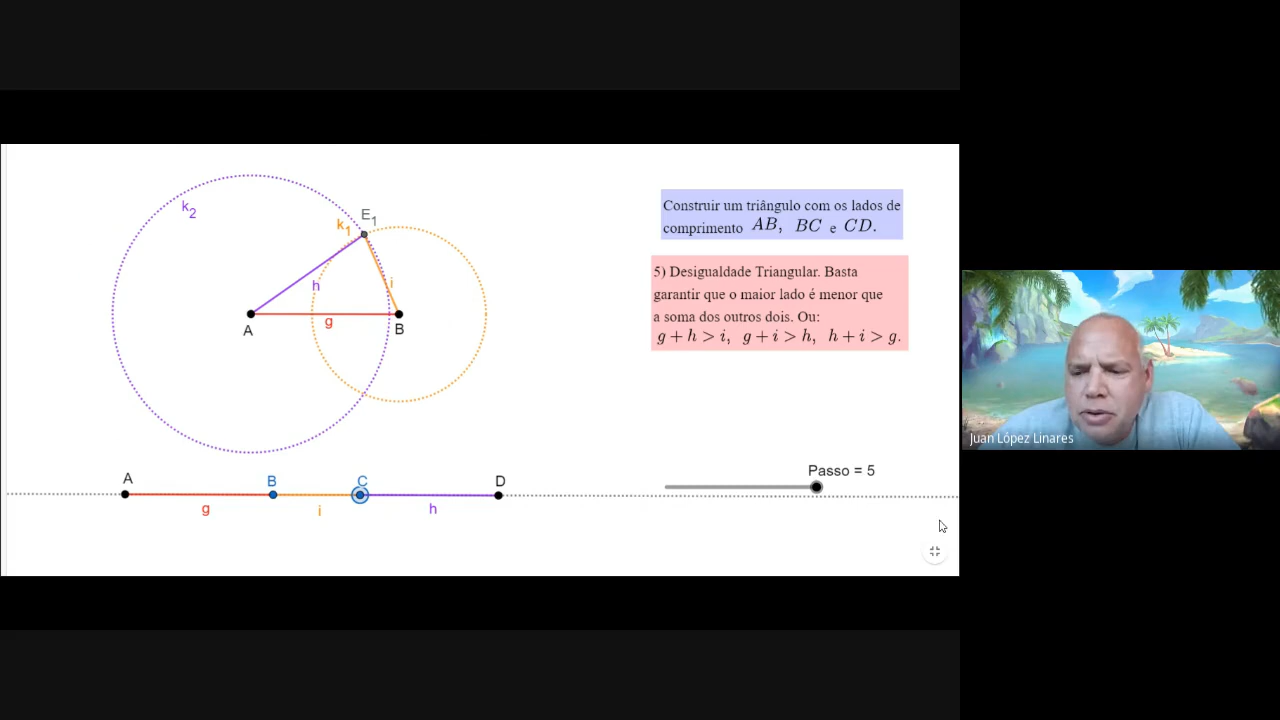 k2
E1
k1
h
i
g
A
B
Construir um triângulo com os lados de
comprimento AB, BC e CD.
5) Desigualdade Triangular. Basta
garantir que o maior lado é menor que
a soma dos outros dois. Ou:
g + h > i, g + i > h, h + i > g.
Juan López Linares
Passo = 5
A B C D
g i h